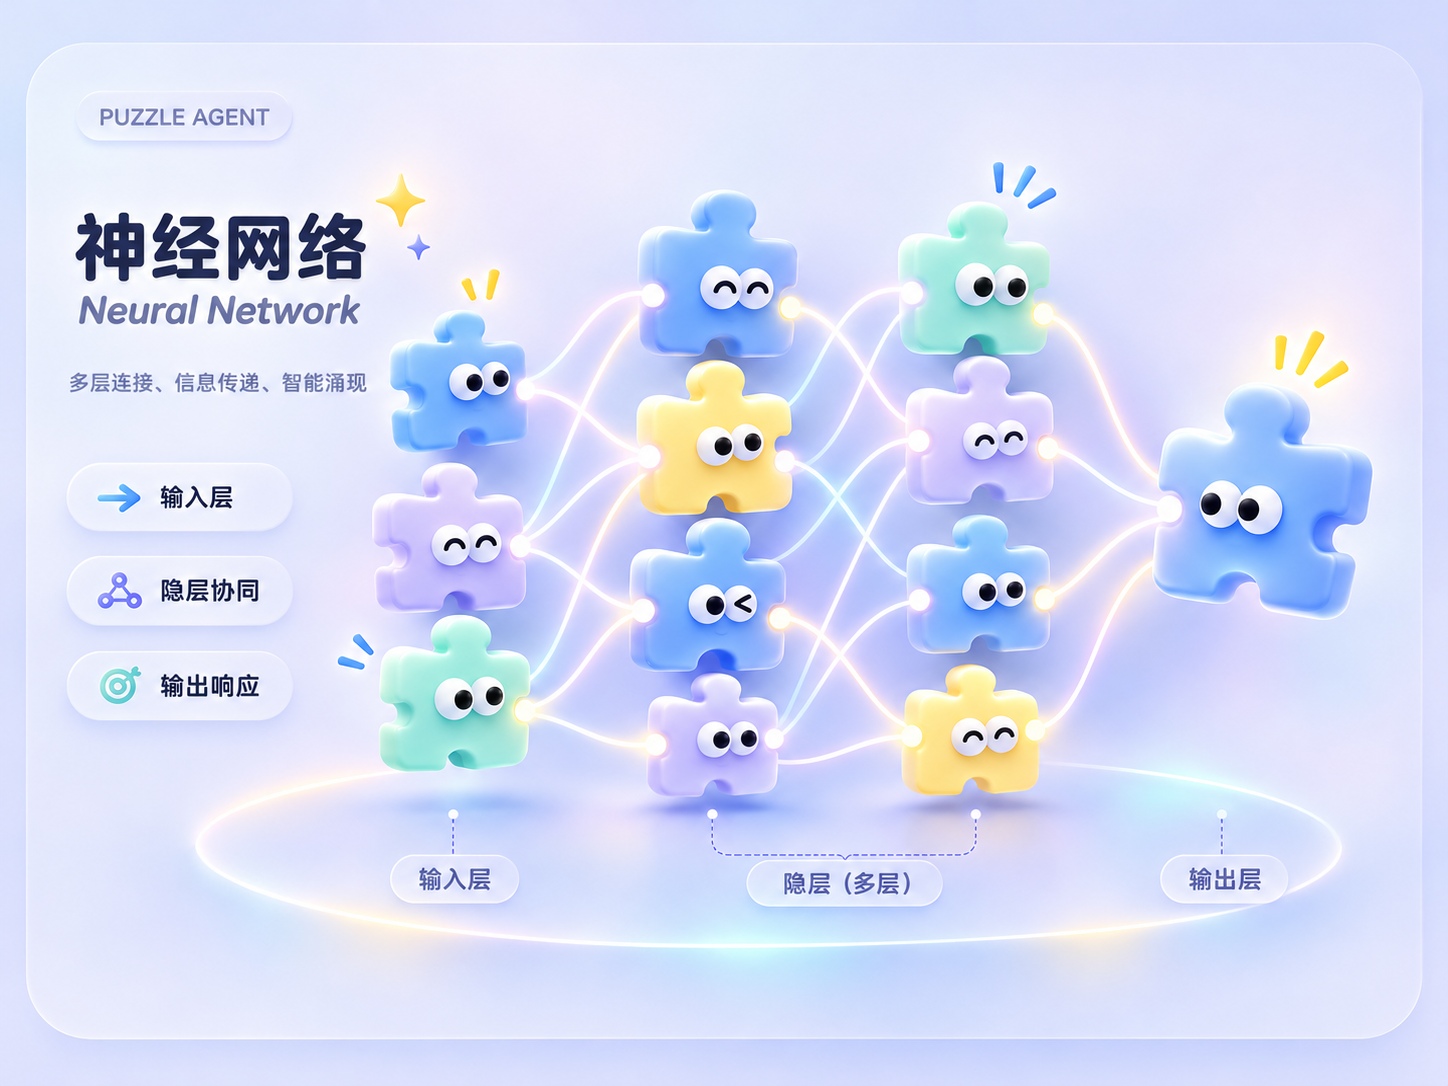 PUZZLE AGENT
神经网络
Neural Network
多层连接、信息传递、智能涌现
输入层
隐层协同
输出响应
输入层
隐层（多层）
输出层